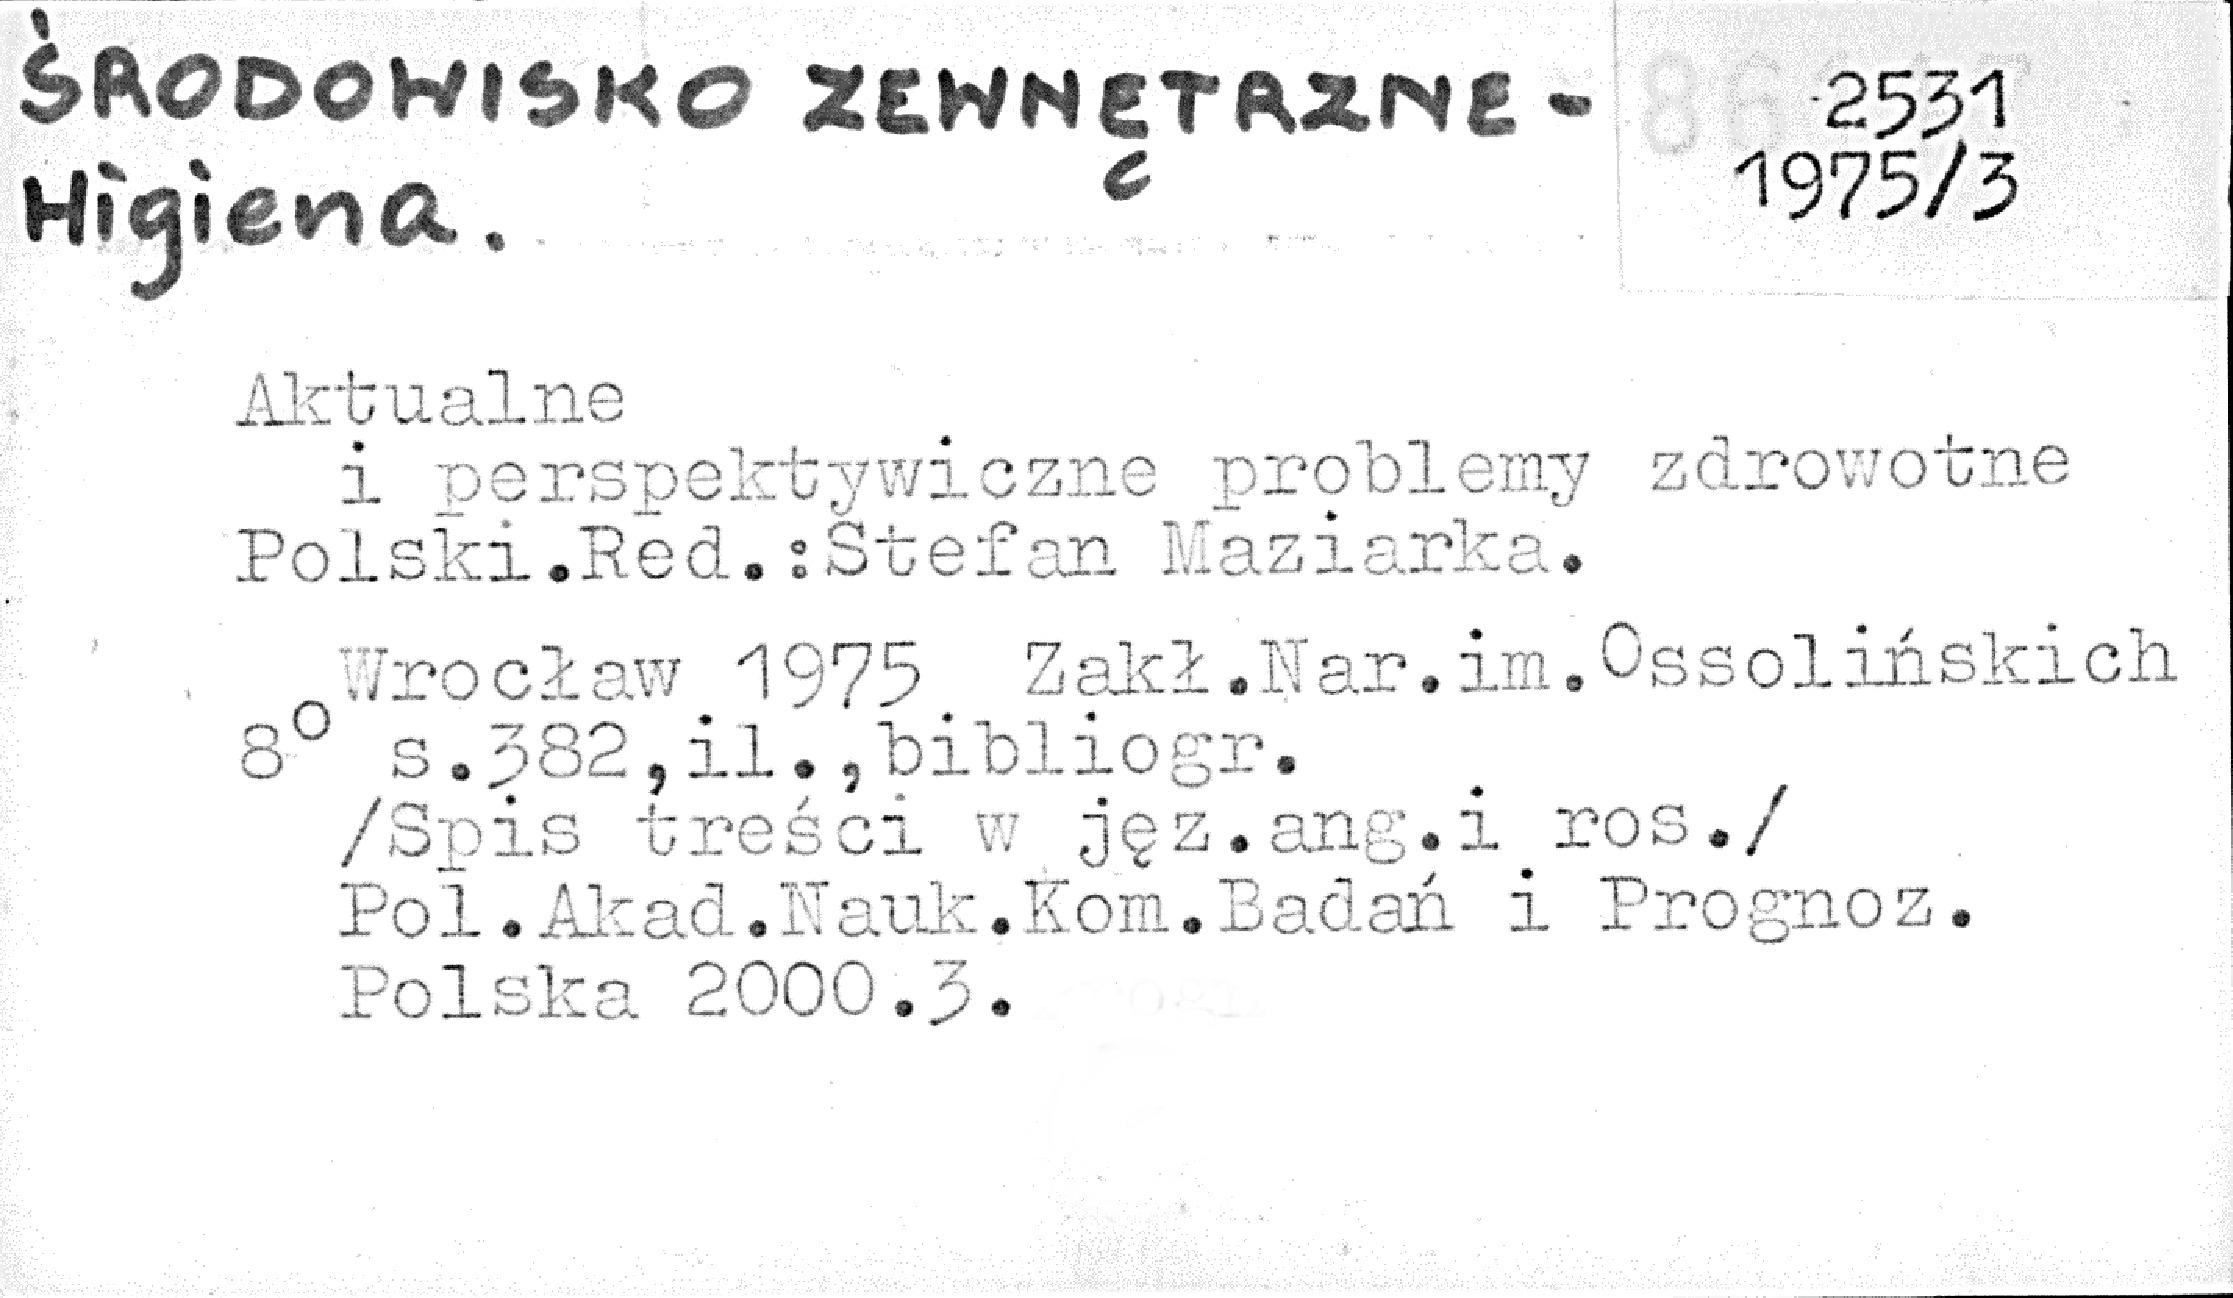 ŚRODOWISKO ZEWNĘTRZNE -
Higiena.
2531
1975/3
Aktualne
i perspektywiczne problemy zdrowotne
Polski.Red.:Stefan Maziarka.
Wrocław 1975 Zakł.Nar.im.Ossolińskich
8° s.382,il.,bibliogr.
/Spis treści w jęz.ang.i ros./
Pol.Akad.Nauk.Kom.Badań i Prognoz.
Polska 2000.3.